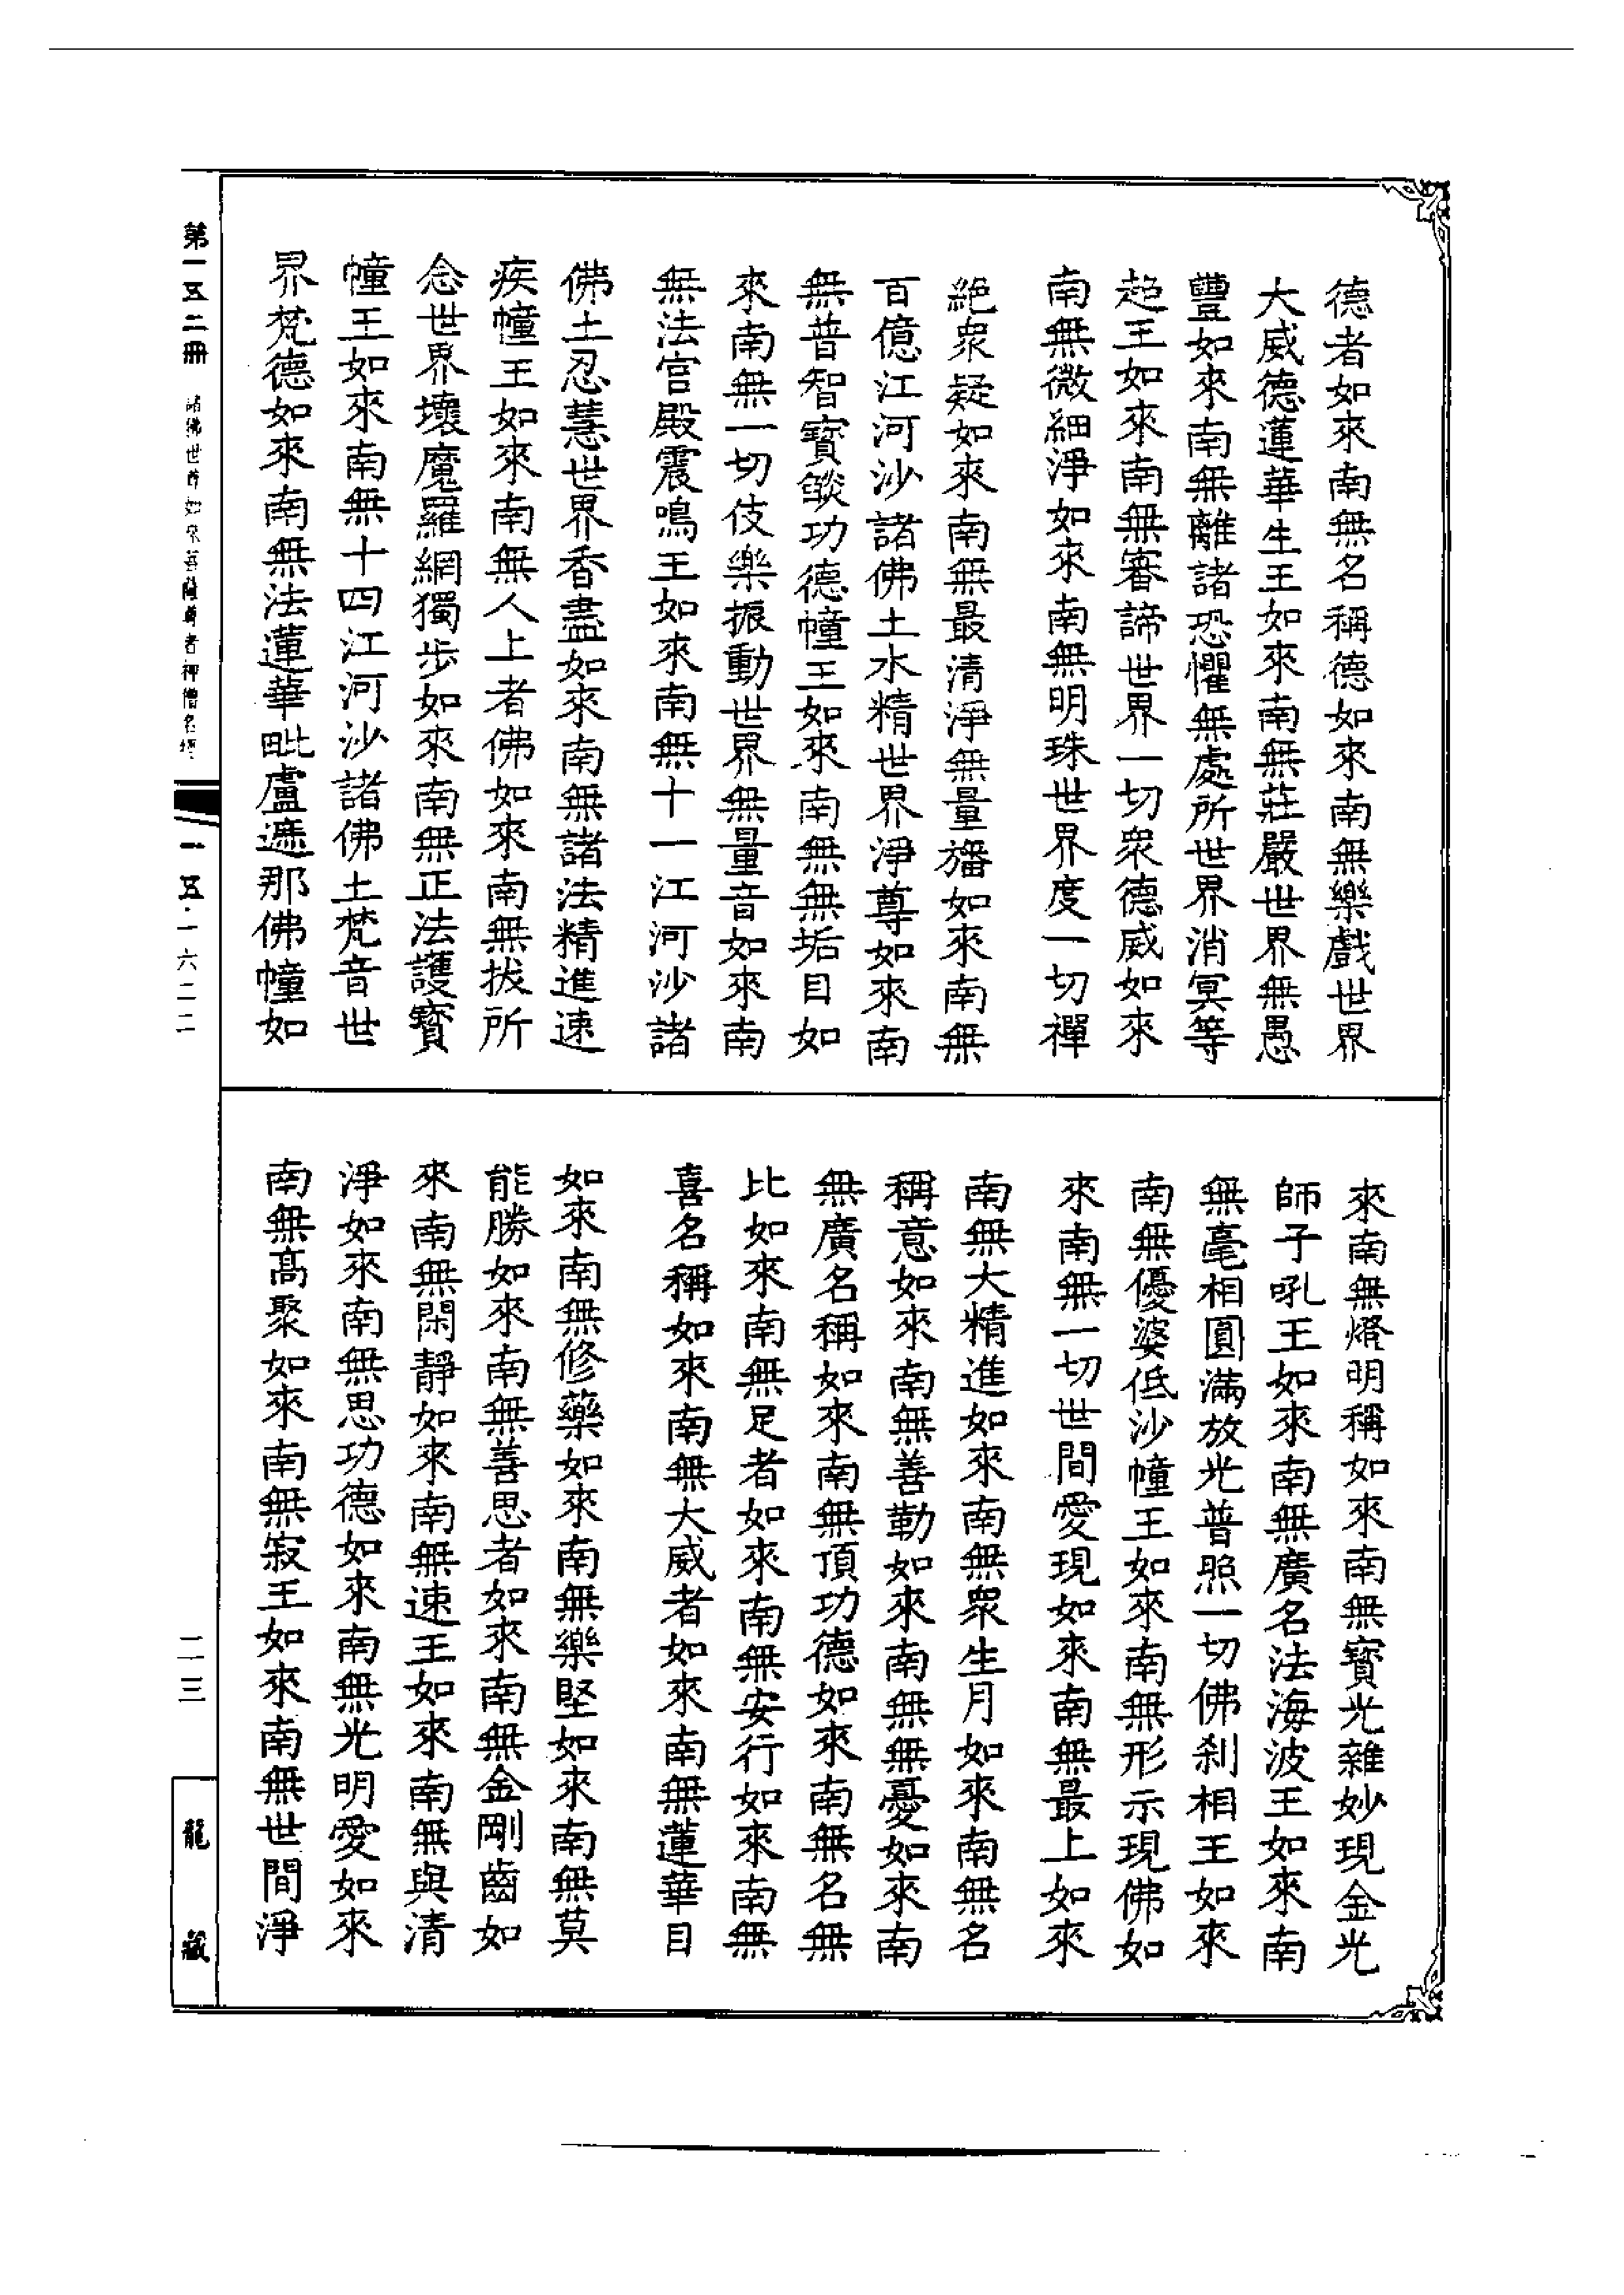 德者如來南無名稱德如來南無樂戲世界
大威德蓮華生王如來南無莊嚴世界無愚
豐如來南無離諸恐懼無處所世界消冥等
超王如來南無審諦世界一切眾德威如來
南無微細淨如來南無明珠世界度一切禪
絕眾疑如來南無最清淨無量旛如來南無
百億江河沙諸佛土水精世界淨尊如來南
無普智寶燄功德幢王如來南無無垢目如
來南無一切伎樂振動世界無量音如來南
無法宮殿震鳴王如來南無十一江河沙諸
佛土忍慧世界香盡如來南無諸法精進速
疾幢王如來南無人上者佛如來南無拔所
念世界壞魔羅網獨步如來南無正法護寶
幢王如來南無十四江河沙諸佛土梵音世
界梵德如來南無法蓮華毗盧遮那佛幢如
來南無燈明稱如來南無寶光雜妙現金光
師子吼王如來南無廣名法海波王如來南
無毫相圓滿放光普照一切佛剎相王如來
南無優婆低沙幢王如來南無形示現佛如
來南無一切世間愛現如來南無最上如來
南無大精進如來南無眾生月如來南無名
稱意如來南無善勒如來南無無憂如來南
無廣名稱如來南無頂功德如來南無名無
比如來南無足者如來南無安行如來南無
喜名稱如來南無大威者如來南無蓮華目
如來南無修藥如來南無樂堅如來南無莫
能勝如來南無善思者如來南無金剛齒如
來南無閑靜如來南無速王如來南無與清
淨如來南無思功德如來南無光明愛如來
南無高聚如來南無寂王如來南無世間淨
第一五二冊
諸佛世尊如來菩薩尊者神僧名經
一五·一六二二
二三
龍藏